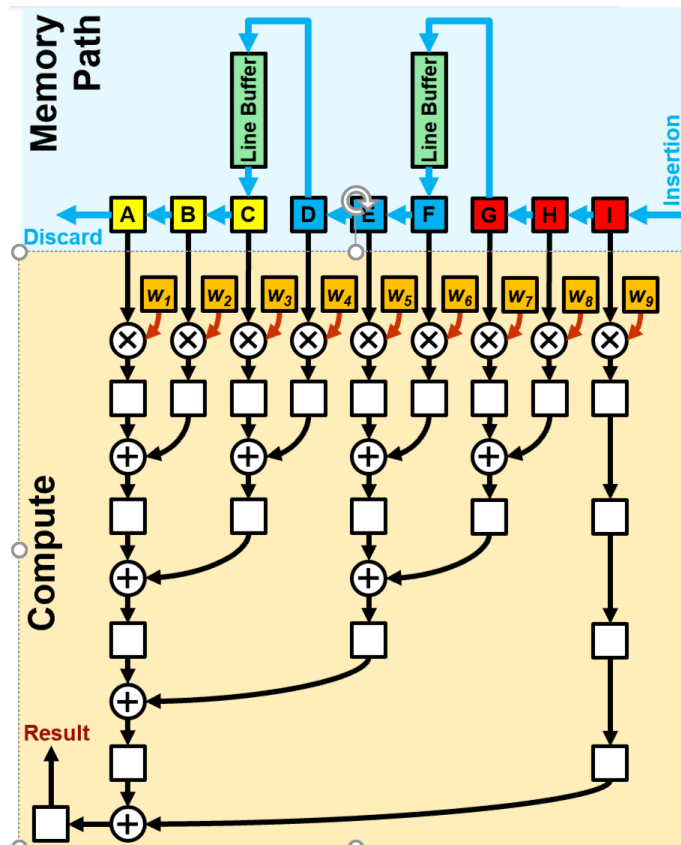 Memory
Path
Line Buffer
Line Buffer
Insertion
A B C D E F G H I
Discard
w1 w2 w3 w4 w5 w6 w7 w8 w9
× × × × × × × × ×
+ + + +
Compute
+ +
+
Result
+